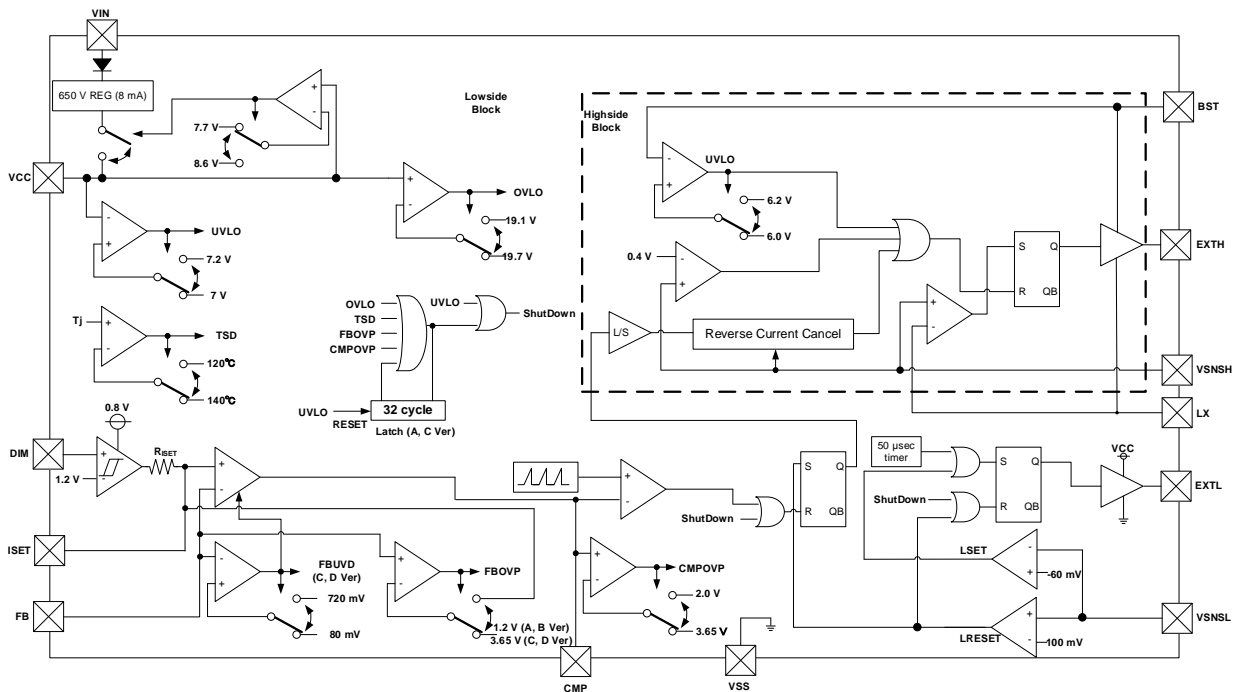 VIN
650 V REG (8 mA)
+
-
7.7 V
8.6 V
Lowside
Block
VCC
+
-
OVLO
19.1 V
19.7 V
-
+
UVLO
7.2 V
7 V
Tj
+
-
TSD
120℃
140℃
OVLO
TSD
FBOVP
CMPOVP
UVLO
ShutDown
32 cycle
UVLO
RESET
Latch (A, C Ver)
Highside
Block
BST
-
+
UVLO
6.2 V
6.0 V
0.4 V
-
+
L/S
Reverse Current Cancel
+
-
S
Q
R
QB
EXTH
VSNSH
LX
0.8 V
DIM
+
1.2 V
-
RISET
+
-
ShutDown
+
-
S
Q
R
QB
50 μsec
timer
ShutDown
S
Q
R
QB
VCC
EXTL
ISET
FB
-
+
FBUVD
(C, D Ver)
720 mV
80 mV
+
-
FBOVP
1.2 V (A, B Ver)
3.65 V (C, D Ver)
+
-
CMPOVP
2.0 V
3.65 V
LSET
-
+
-60 mV
LRESET
+
-
100 mV
VSNSL
CMP
VSS